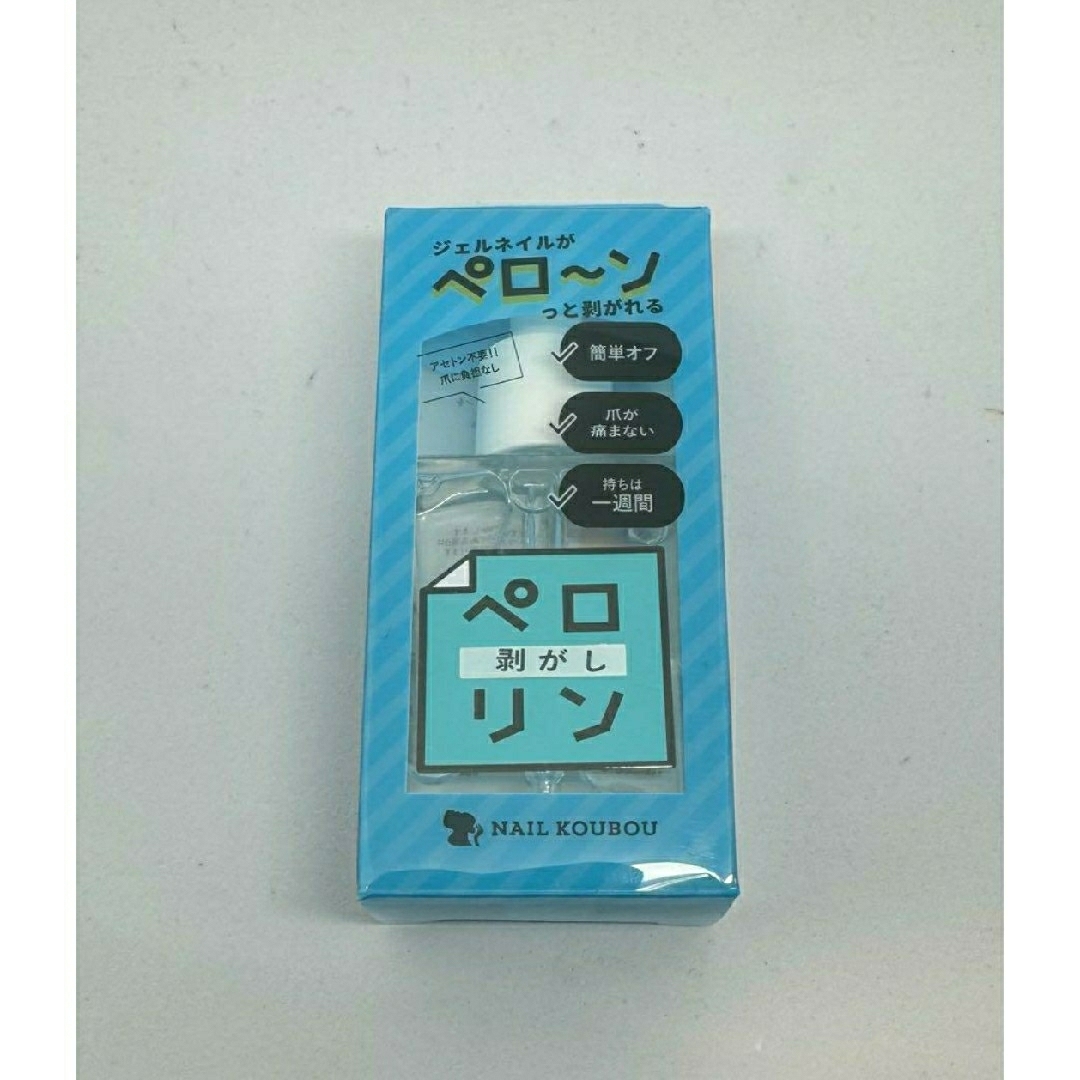 ジェルネイルが
ペロ〜ン
っと剥がれる
アセトン不要!!
爪に負担なし
簡単オフ
爪が
痛まない
持ちは
一週間
ペロ
剥がし
リン
NAIL KOUBOU